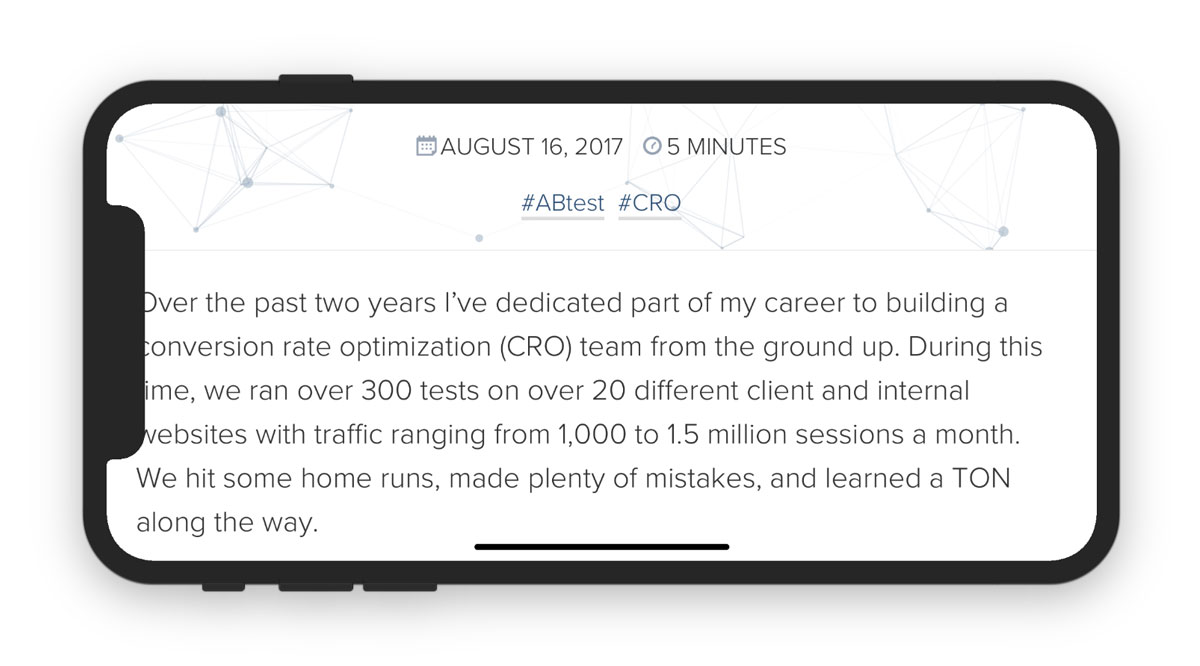 AUGUST 16, 2017 5 MINUTES
#ABtest #CRO
Over the past two years I’ve dedicated part of my career to building a
conversion rate optimization (CRO) team from the ground up. During this
time, we ran over 300 tests on over 20 different client and internal
websites with traffic ranging from 1,000 to 1.5 million sessions a month.
We hit some home runs, made plenty of mistakes, and learned a TON
along the way.